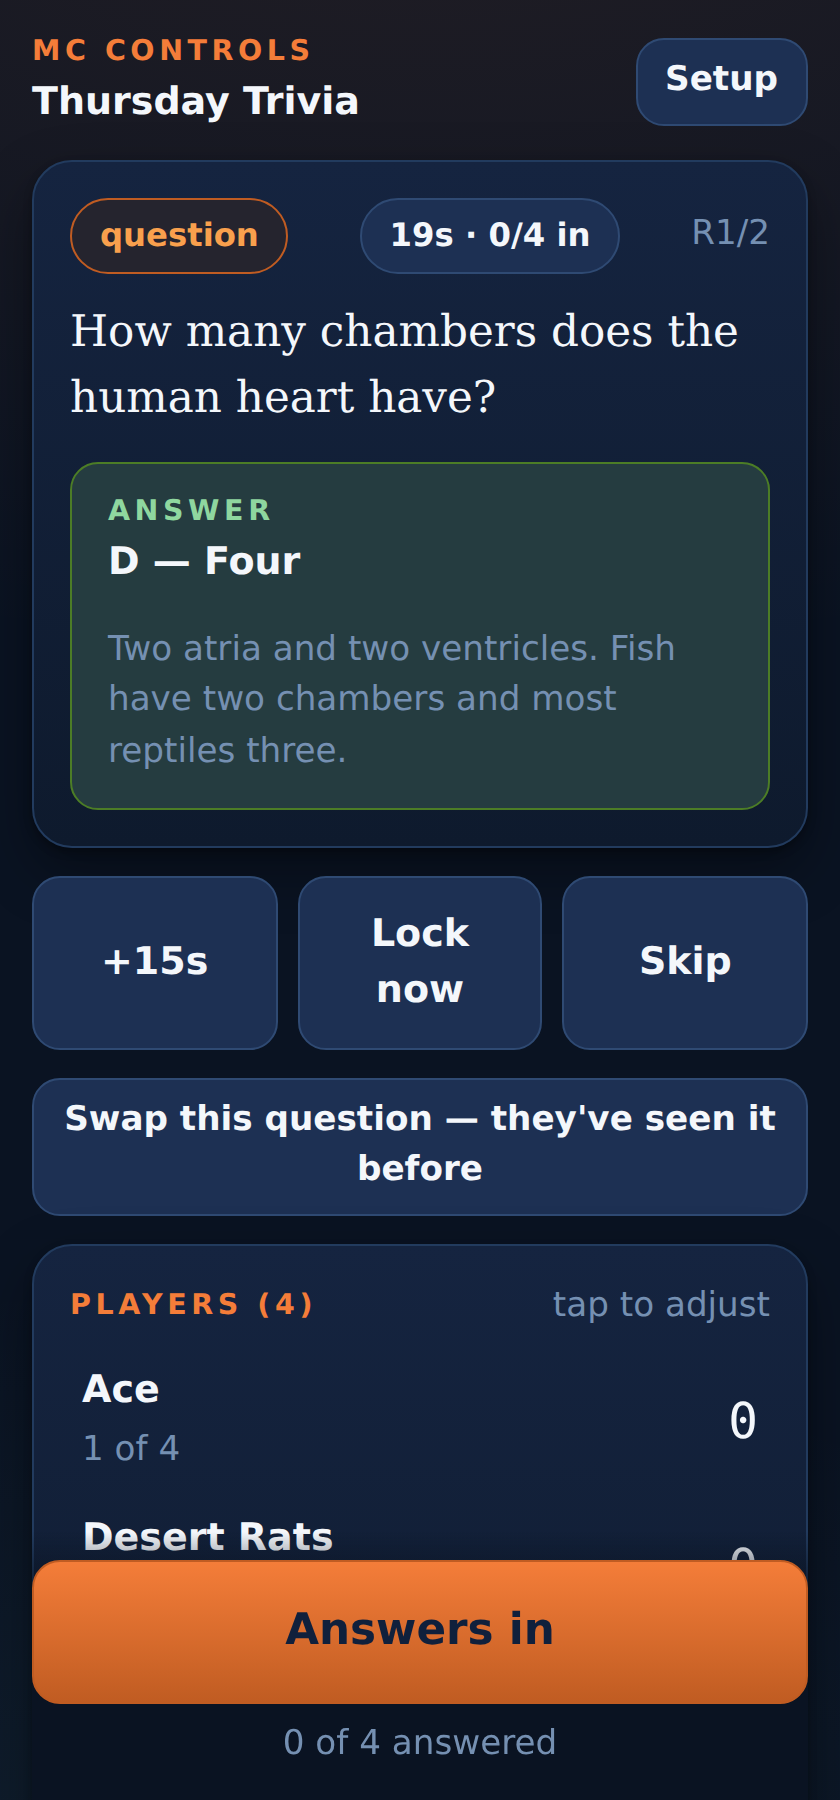 MC CONTROLS
Thursday Trivia
Setup
question
19s · 0/4 in
R1/2
How many chambers does the
human heart have?
ANSWER
D — Four
Two atria and two ventricles. Fish
have two chambers and most
reptiles three.
+15s
Lock
now
Skip
Swap this question — they've seen it
before
PLAYERS (4)
tap to adjust
Ace
1 of 4
0
Desert Rats
0
Answers in
0 of 4 answered